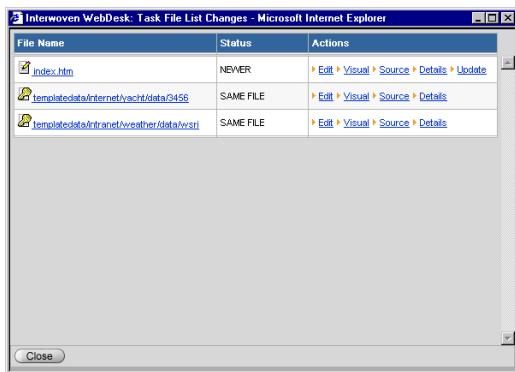 Interwoven WebDesk: Task File List Changes - Microsoft Internet Explorer
File Name Status Actions
index.htm NEWER Edit Visual Source Details Update
templatedata/internet/yacht/data/3456 SAME FILE Edit Visual Source Details
templatedata/intranet/weather/data/wsri SAME FILE Edit Visual Source Details
Close